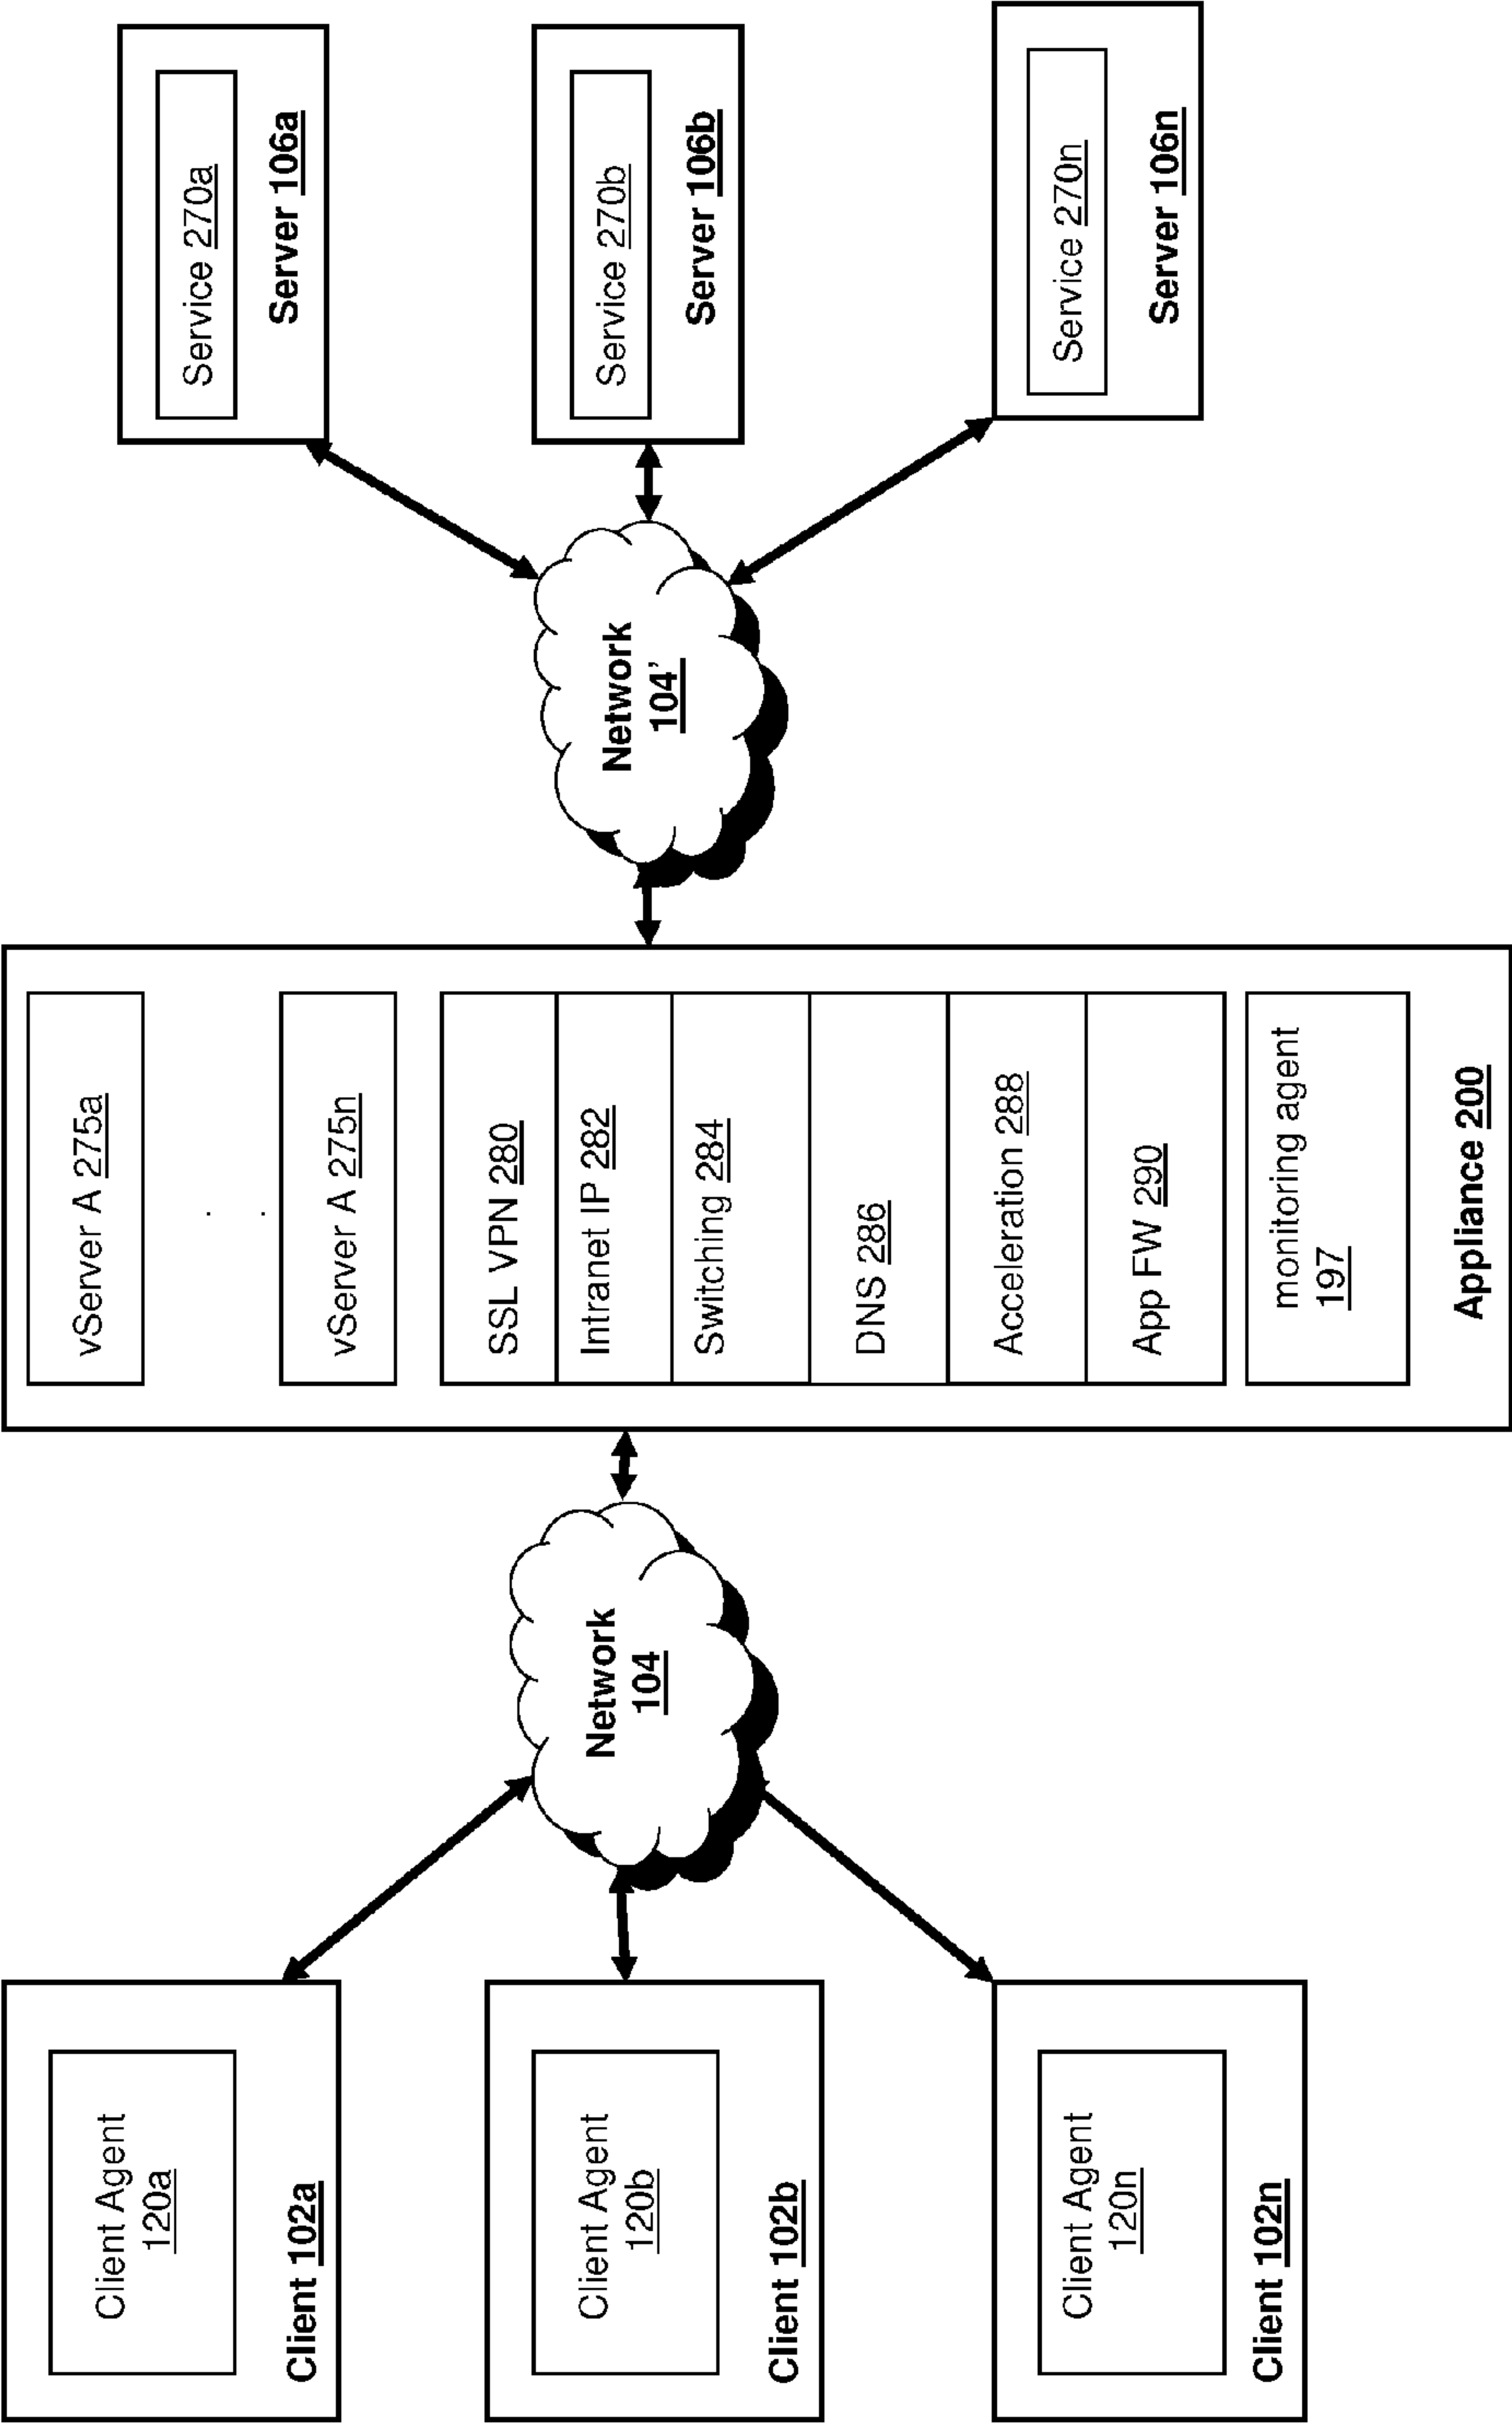 Client Agent
120a
Client 102a
Client Agent
120b
Client 102b
Client Agent
120n
Client 102n
Network
104
vServer A 275a
vServer A 275n
SSL VPN 280
Intranet IP 282
Switching 284
DNS 286
Acceleration 288
App FW 290
monitoring agent
197
Appliance 200
Network
104'
Service 270a
Server 106a
Service 270b
Server 106b
Service 270n
Server 106n